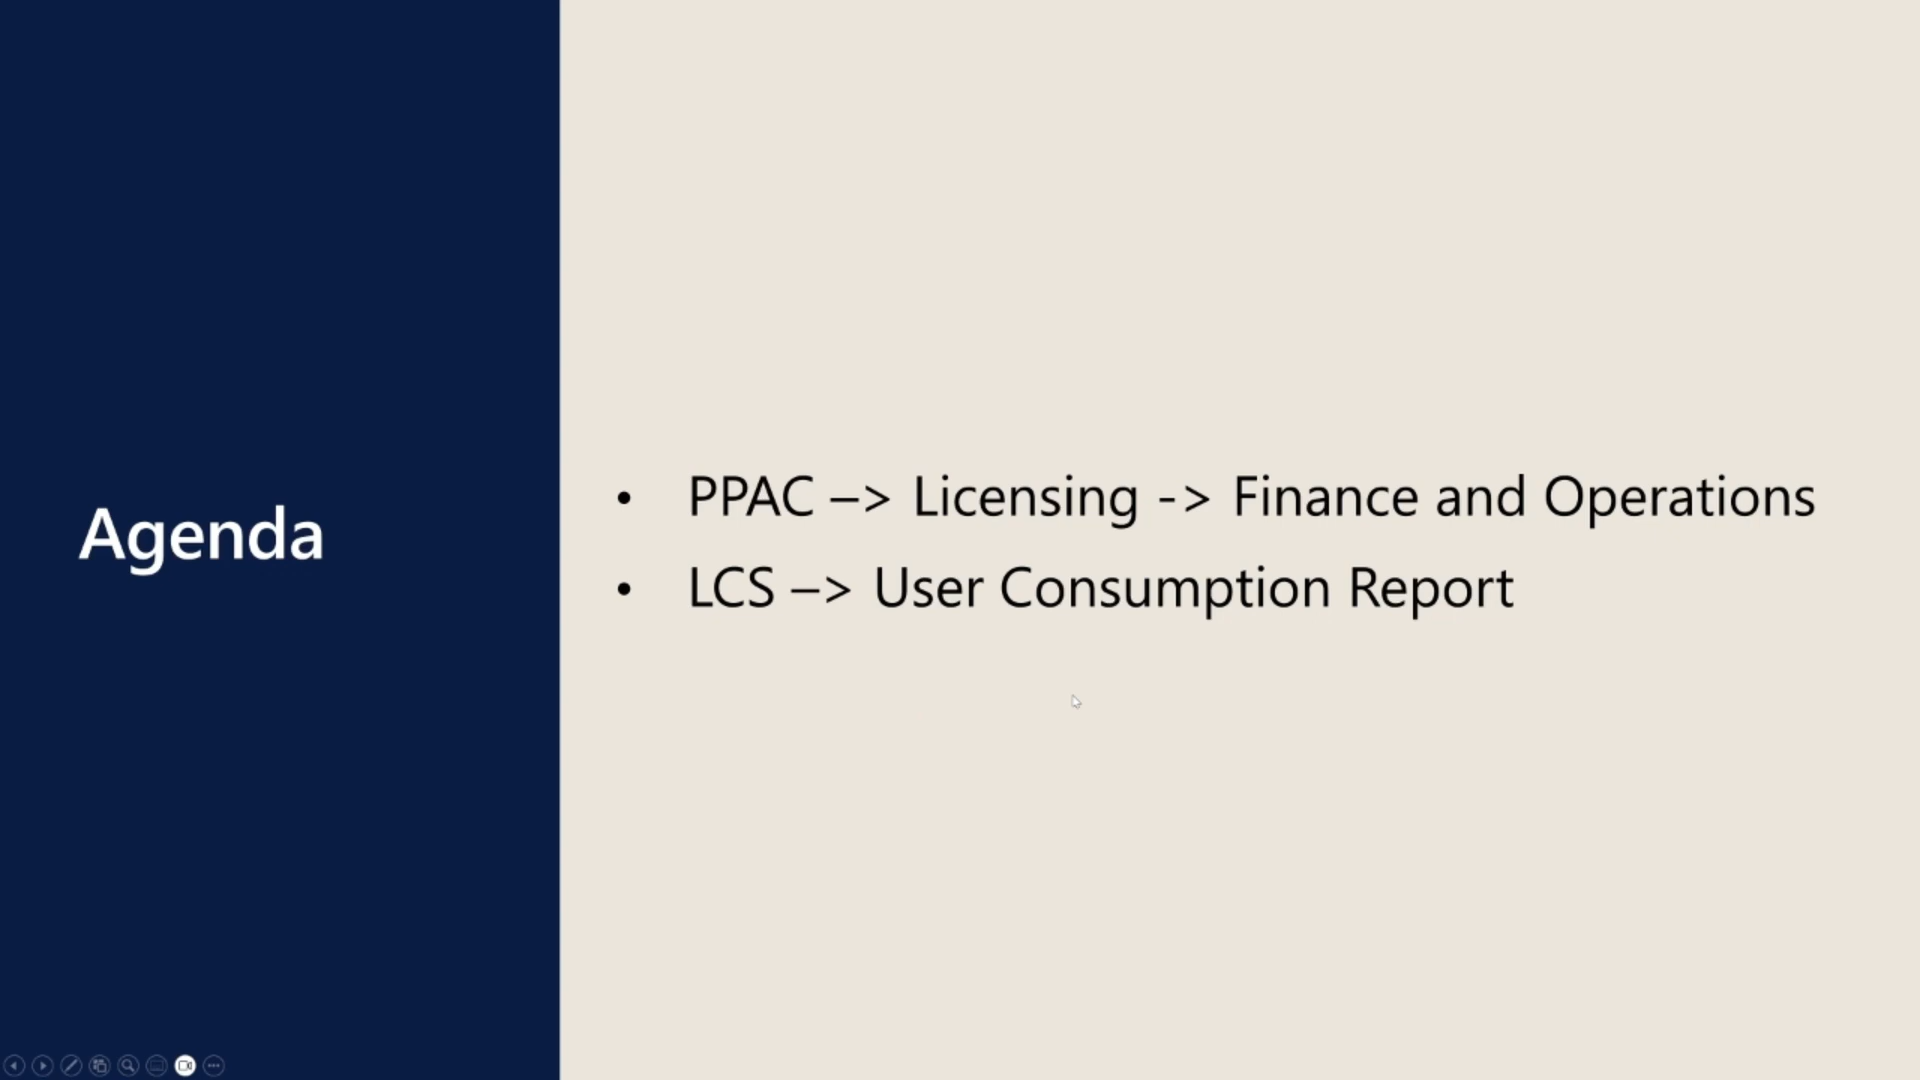 Agenda
• PPAC –> Licensing -> Finance and Operations
• LCS –> User Consumption Report